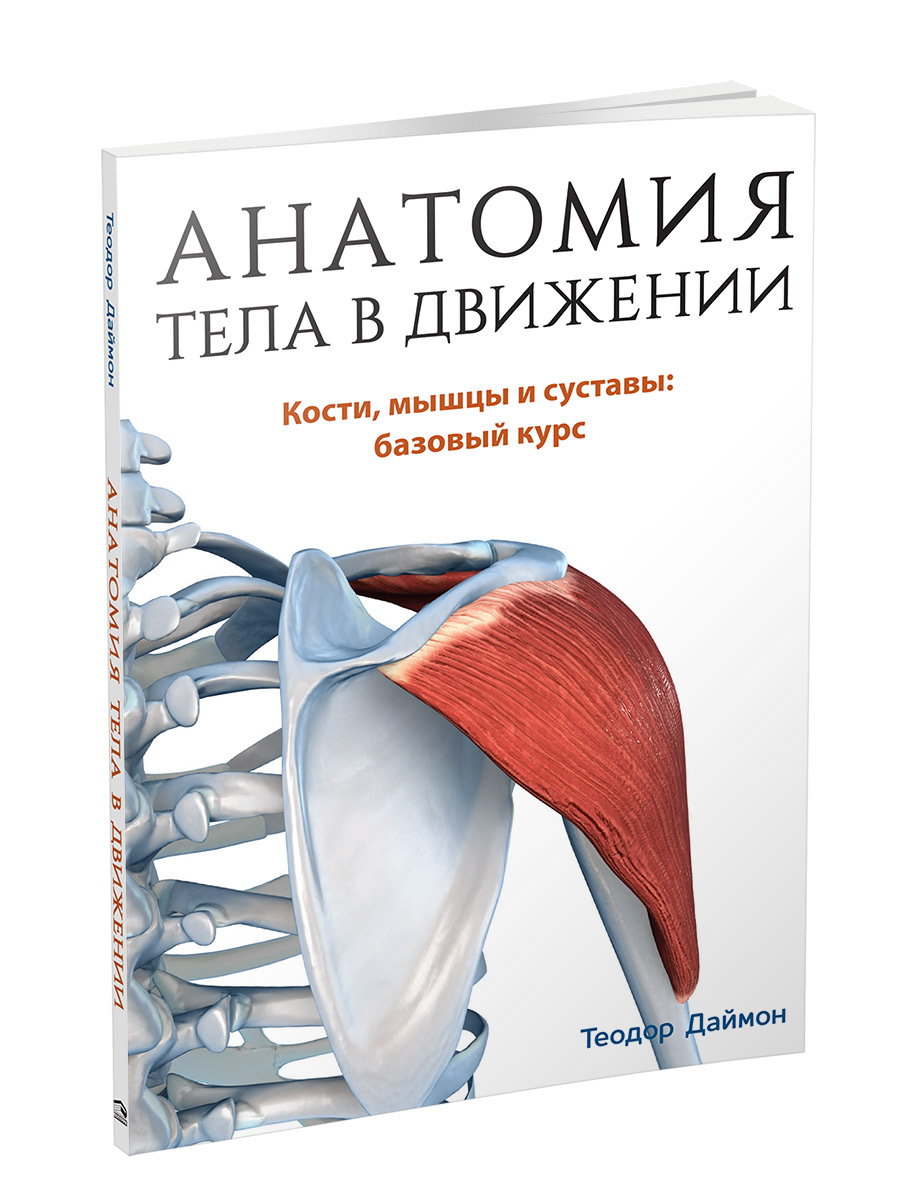 АНАТОМИЯ
ТЕЛА В ДВИЖЕНИИ
Кости, мышцы и суставы:
базовый курс
Теодор Даймон
Теодор Даймон
АНАТОМИЯ ТЕЛА В ДВИЖЕНИИ